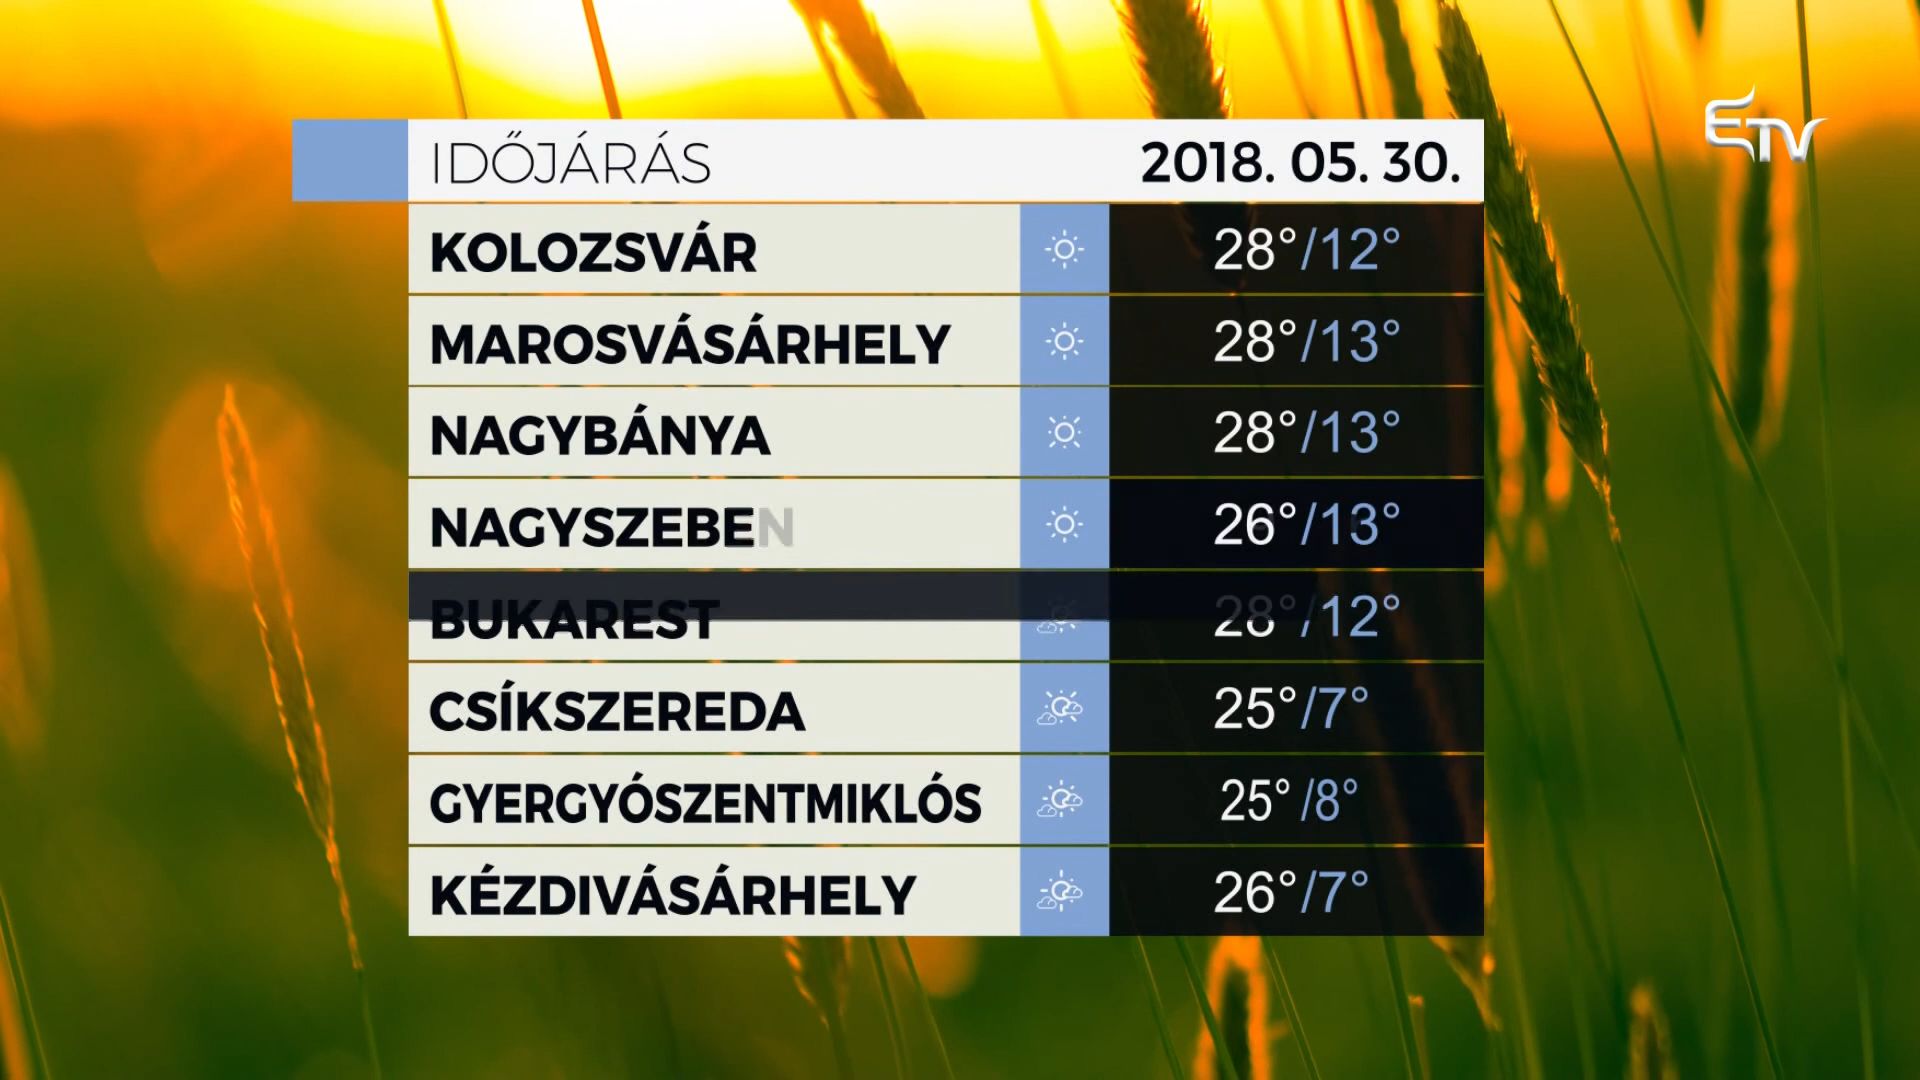 ETV
IDŐJÁRÁS 2018. 05. 30.
KOLOZSVÁR 28°/12°
MAROSVÁSÁRHELY 28°/13°
NAGYBÁNYA 28°/13°
NAGYSZEBEN 26°/13°
BUKAREST 28°/12°
CSÍKSZEREDA 25°/7°
GYERGYÓSZENTMIKLÓS 25°/8°
KÉZDIVÁSÁRHELY 26°/7°